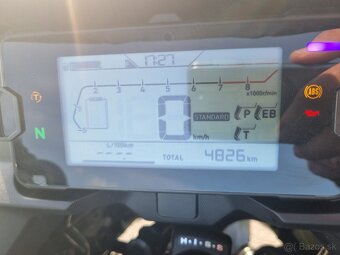 17:27
2 3 4 5 6 7 8 x1000r/min
T
ABS
0
km/h
STANDARD
P EB
T
N
L/100km
- - - -
TOTAL 4826 km
bazos.sk